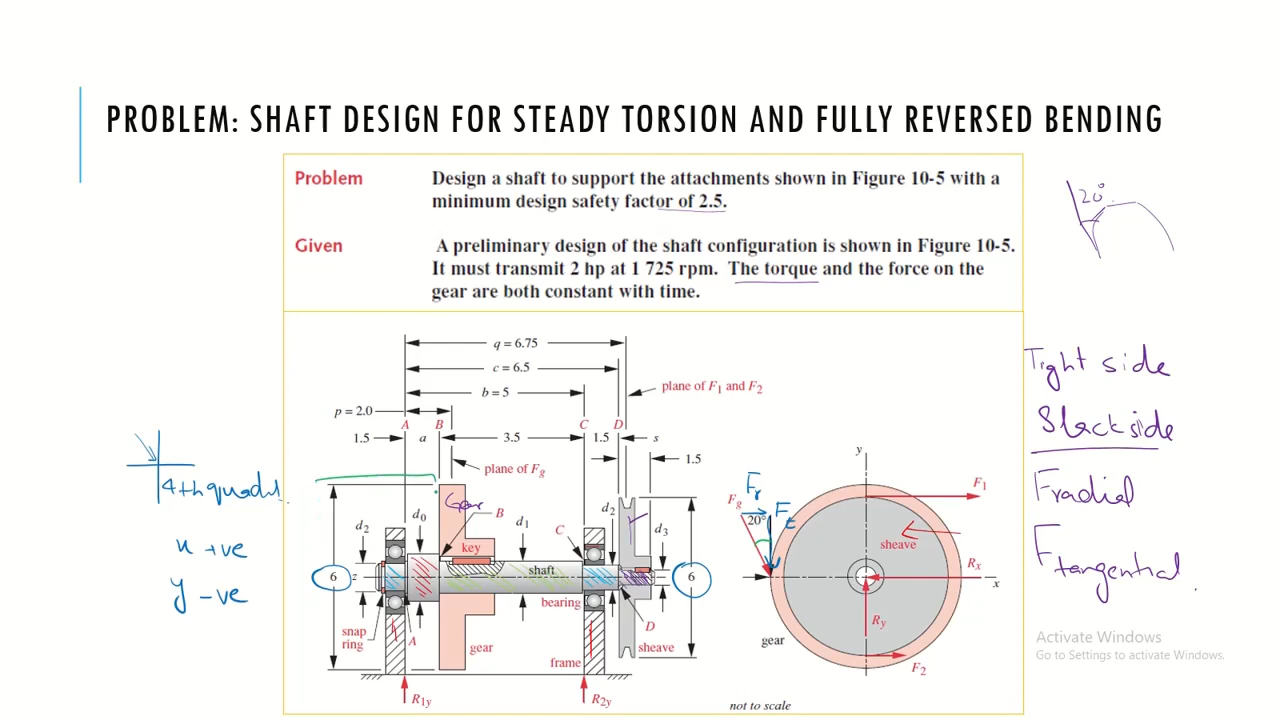 PROBLEM: SHAFT DESIGN FOR STEADY TORSION AND FULLY REVERSED BENDING
Problem Design a shaft to support the attachments shown in Figure 10-5 with a
minimum design safety factor of 2.5.
Given A preliminary design of the shaft configuration is shown in Figure 10-5.
It must transmit 2 hp at 1 725 rpm. The torque and the force on the
gear are both constant with time.
20°
q = 6.75
c = 6.5
b = 5
plane of F1 and F2
p = 2.0
A B C D
1.5 a 3.5 1.5 s
1.5
plane of Fg
Gear
B
d2 d0 d1 C d2 d3
key
6 z shaft 6
bearing
snap
ring
A
gear
D
sheave
frame
R1y R2y
y
F1
Fr
Fg
Ft
20°
sheave
Rx
x
Ry
gear
F2
not to scale
Tight side
Slack side
Fradial
Ftangential
4th quad
x +ve
y -ve
Activate Windows
Go to Settings to activate Windows.